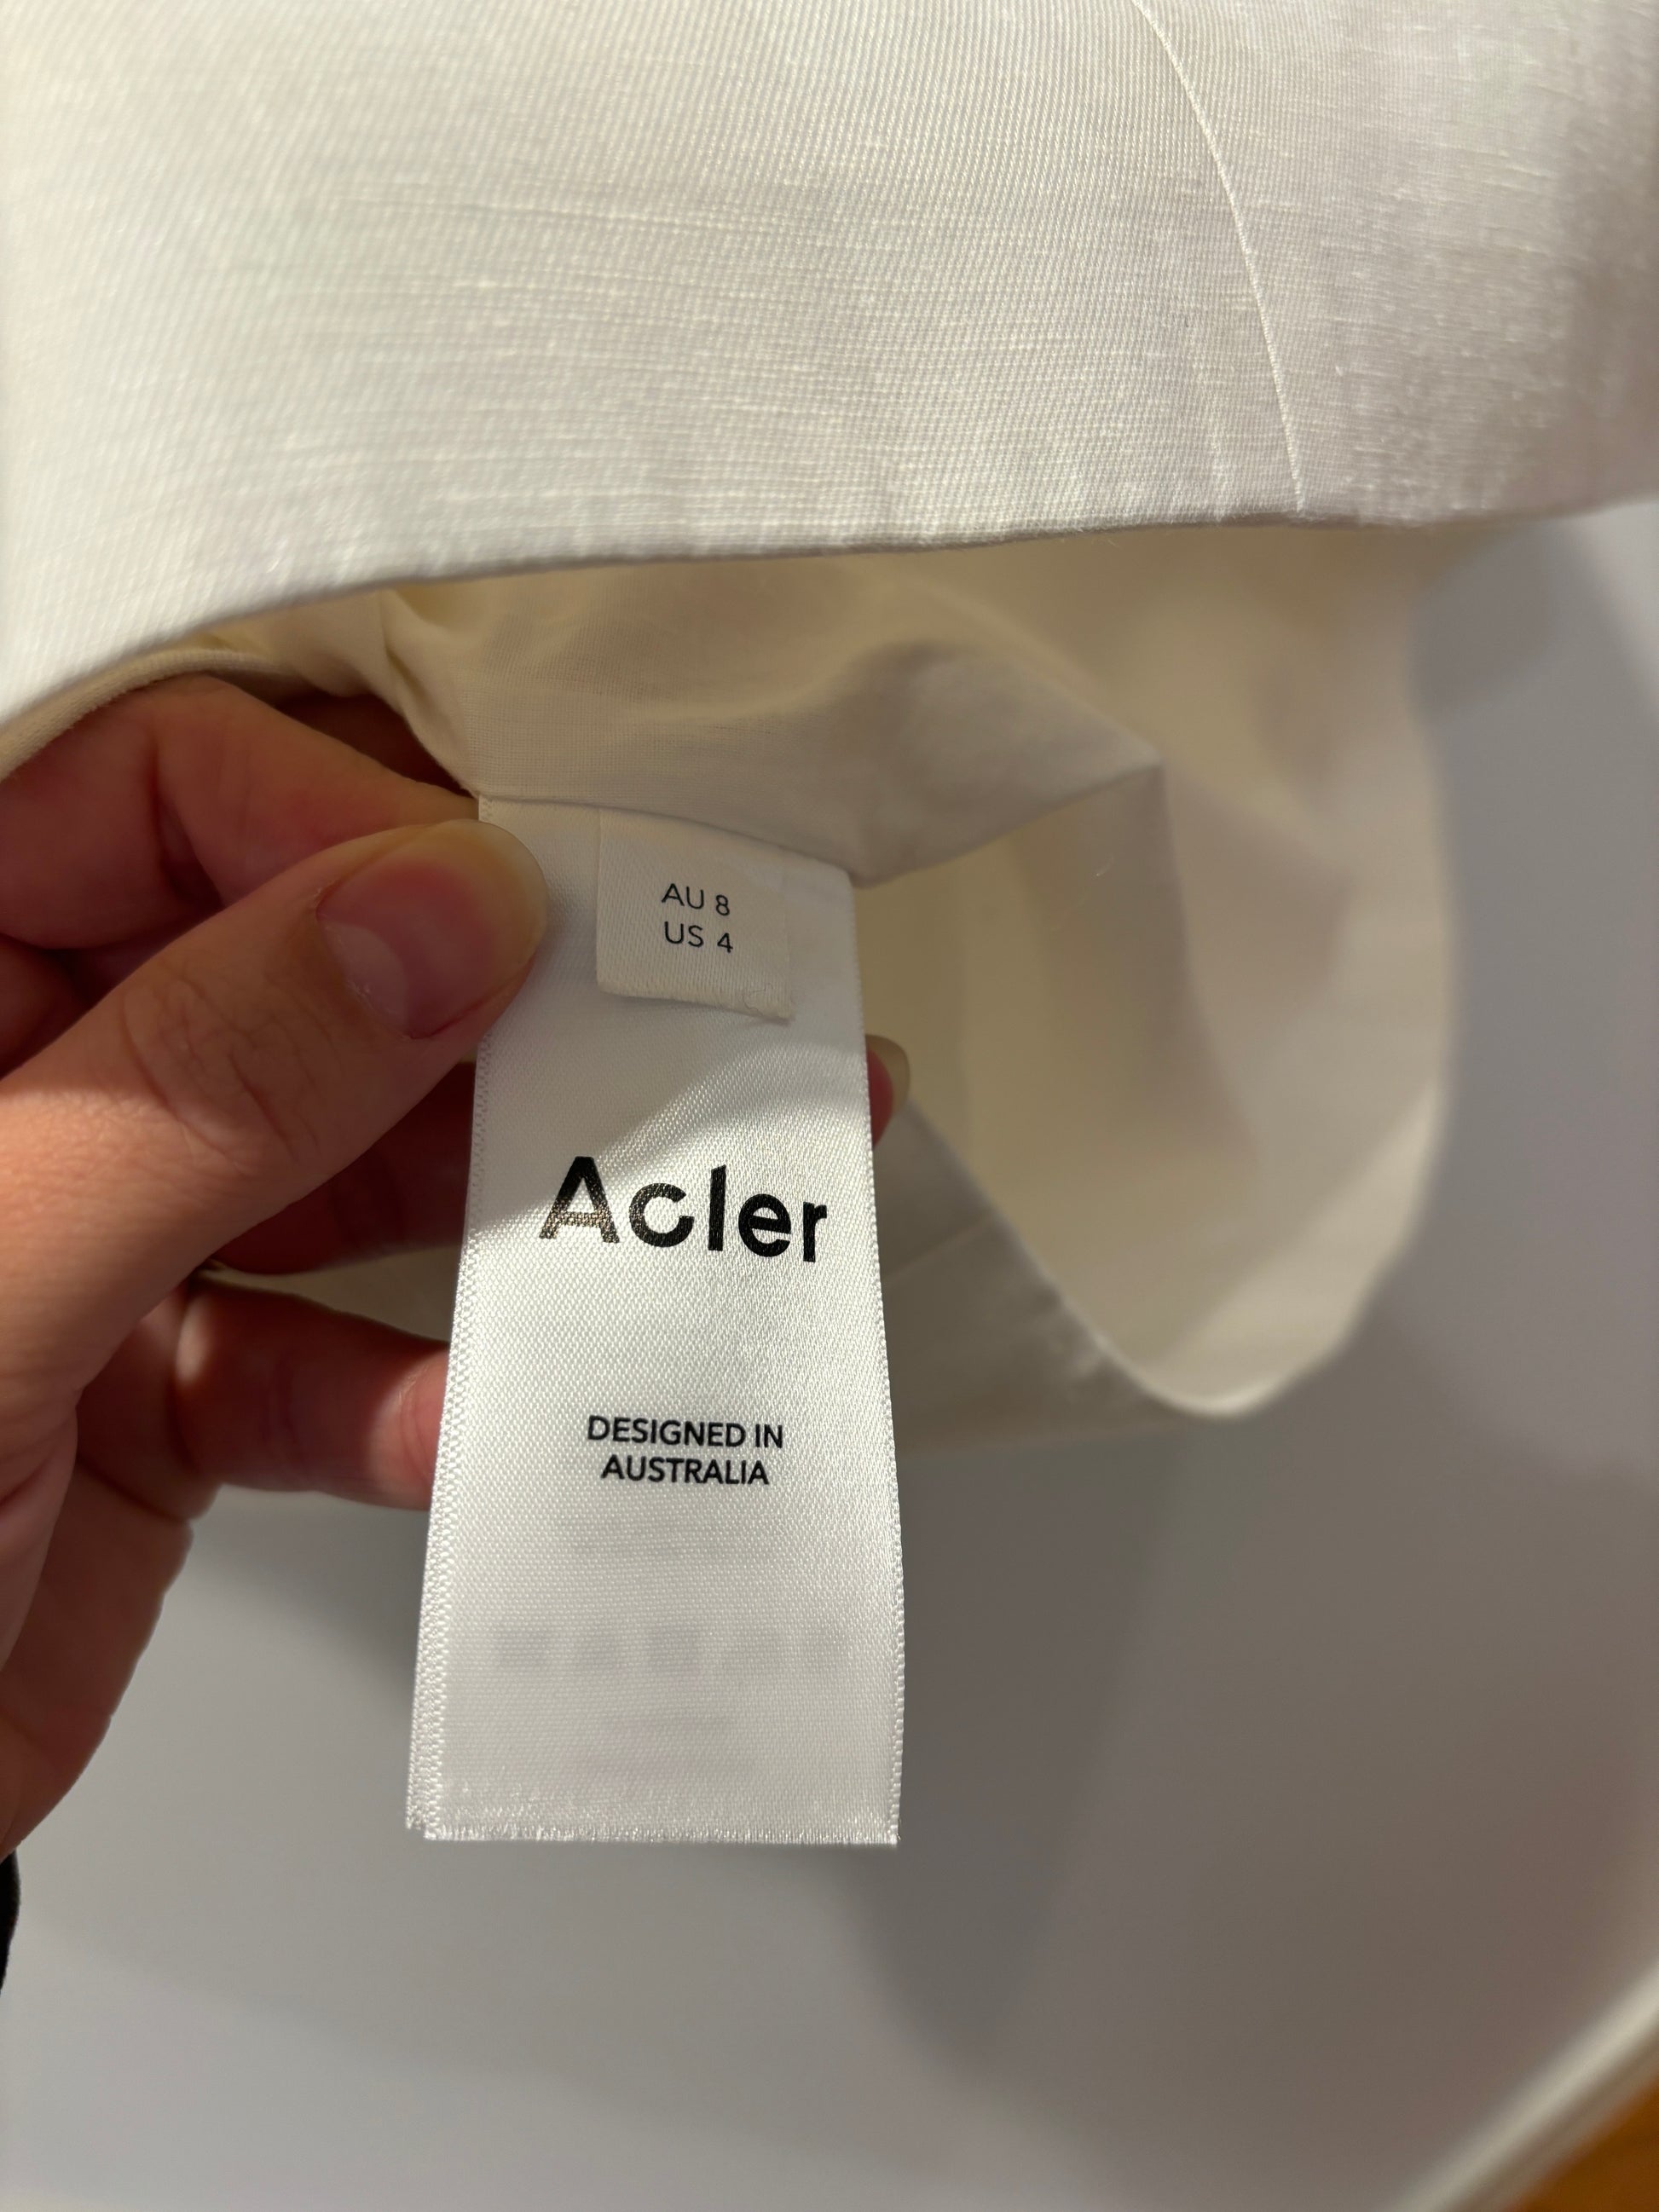 AU 8
US 4
Acler
DESIGNED IN
AUSTRALIA